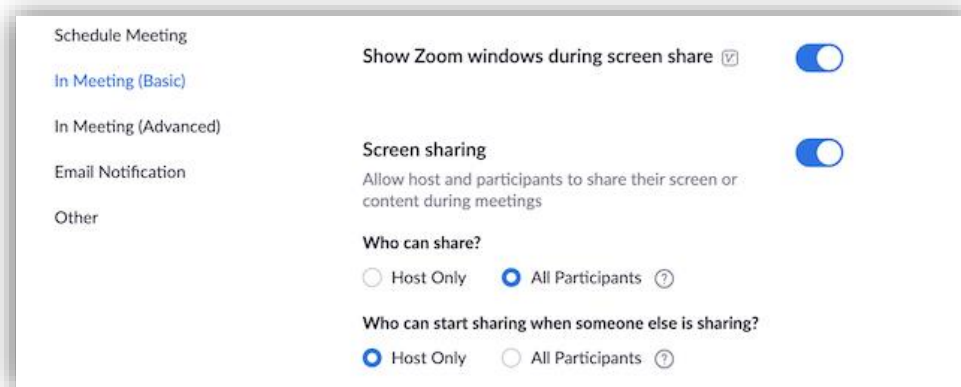 Schedule Meeting
In Meeting (Basic)
In Meeting (Advanced)
Email Notification
Other
Show Zoom windows during screen share
Screen sharing
Allow host and participants to share their screen or
content during meetings
Who can share?
Host Only All Participants ?
Who can start sharing when someone else is sharing?
Host Only All Participants ?